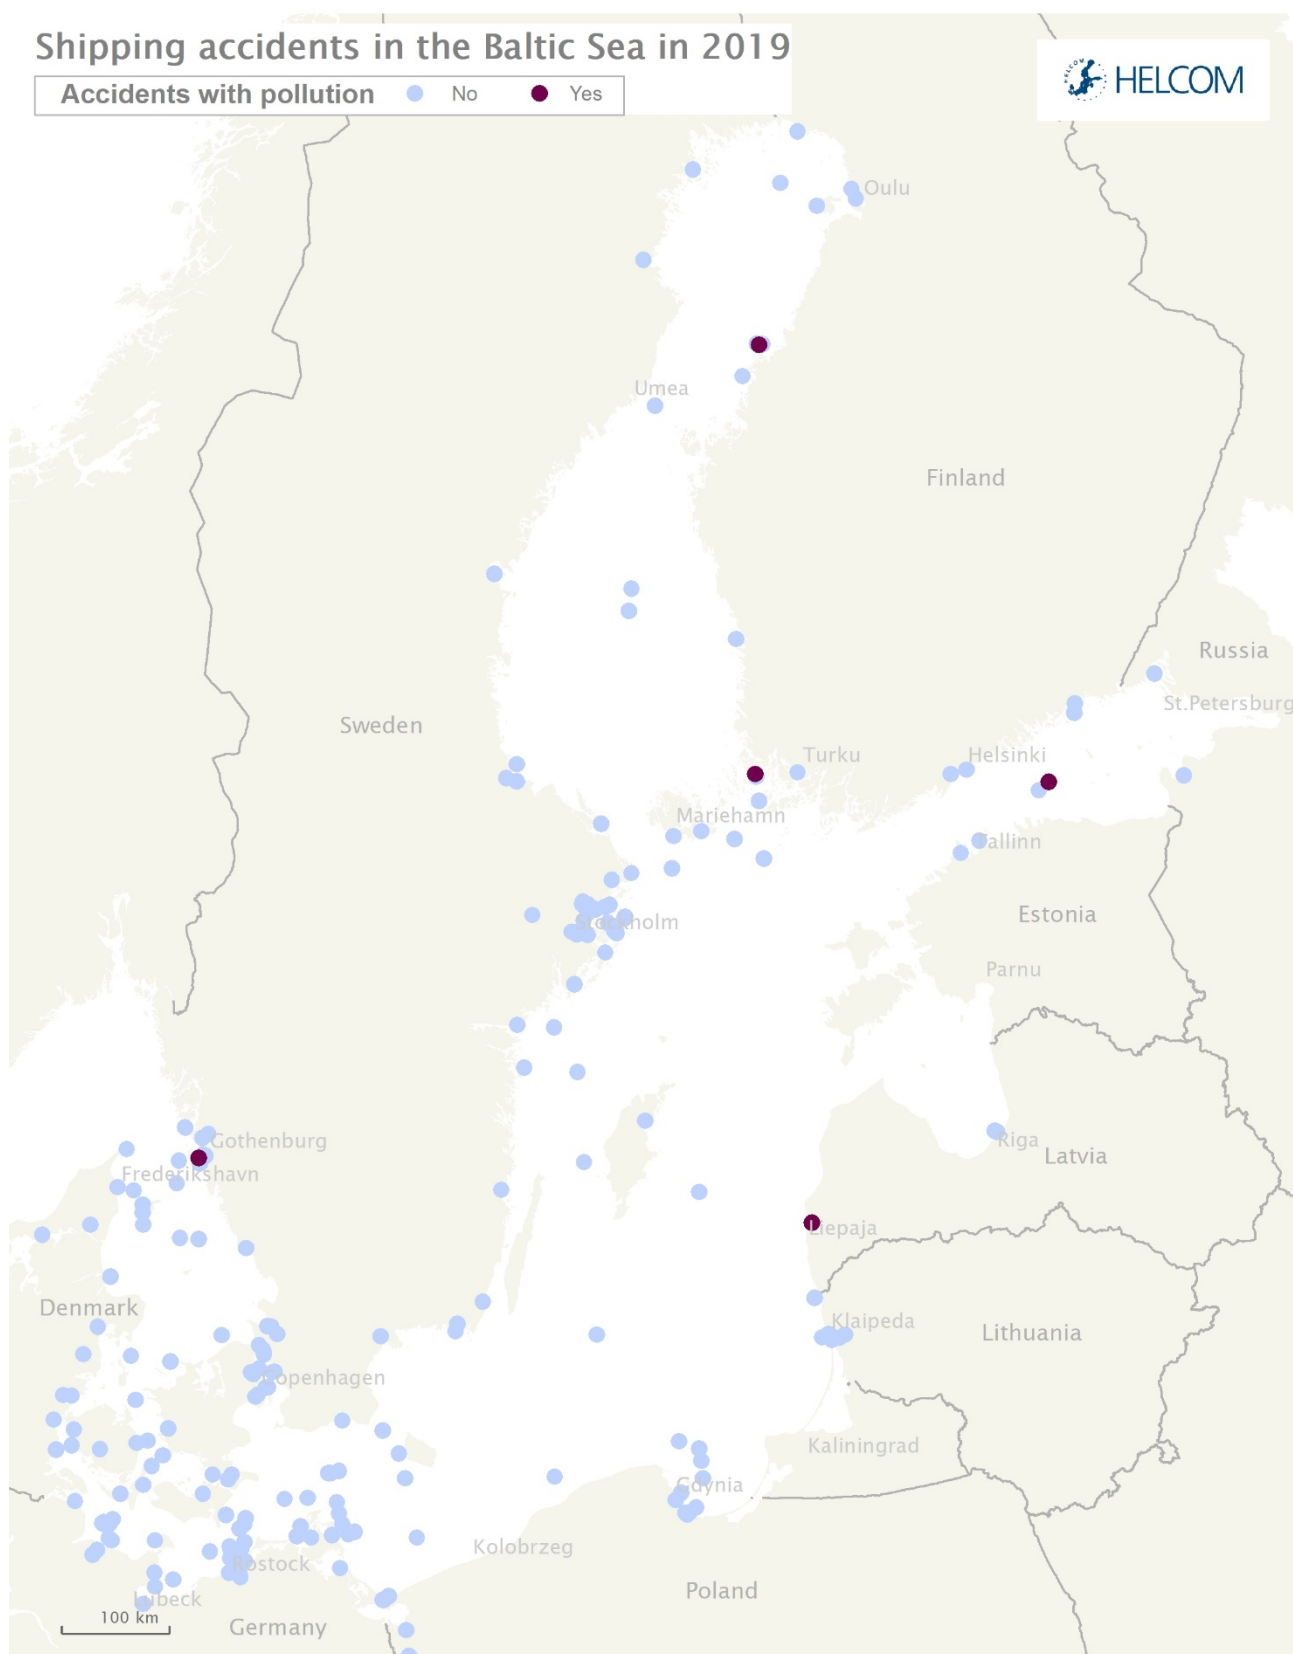 Shipping accidents in the Baltic Sea in 2019
Accidents with pollution No Yes
HELCOM
HELCOM
Oulu
Umea
Finland
Russia
St.Petersburg
Sweden
Turku
Helsinki
Mariehamn
Tallinn
Stockholm
Estonia
Parnu
Gothenburg
Riga
Latvia
Frederikshavn
Liepaja
Denmark
Klaipeda
Lithuania
Copenhagen
Kaliningrad
Gdynia
Kolobrzeg
Rostock
Poland
Lübeck
100 km
Germany